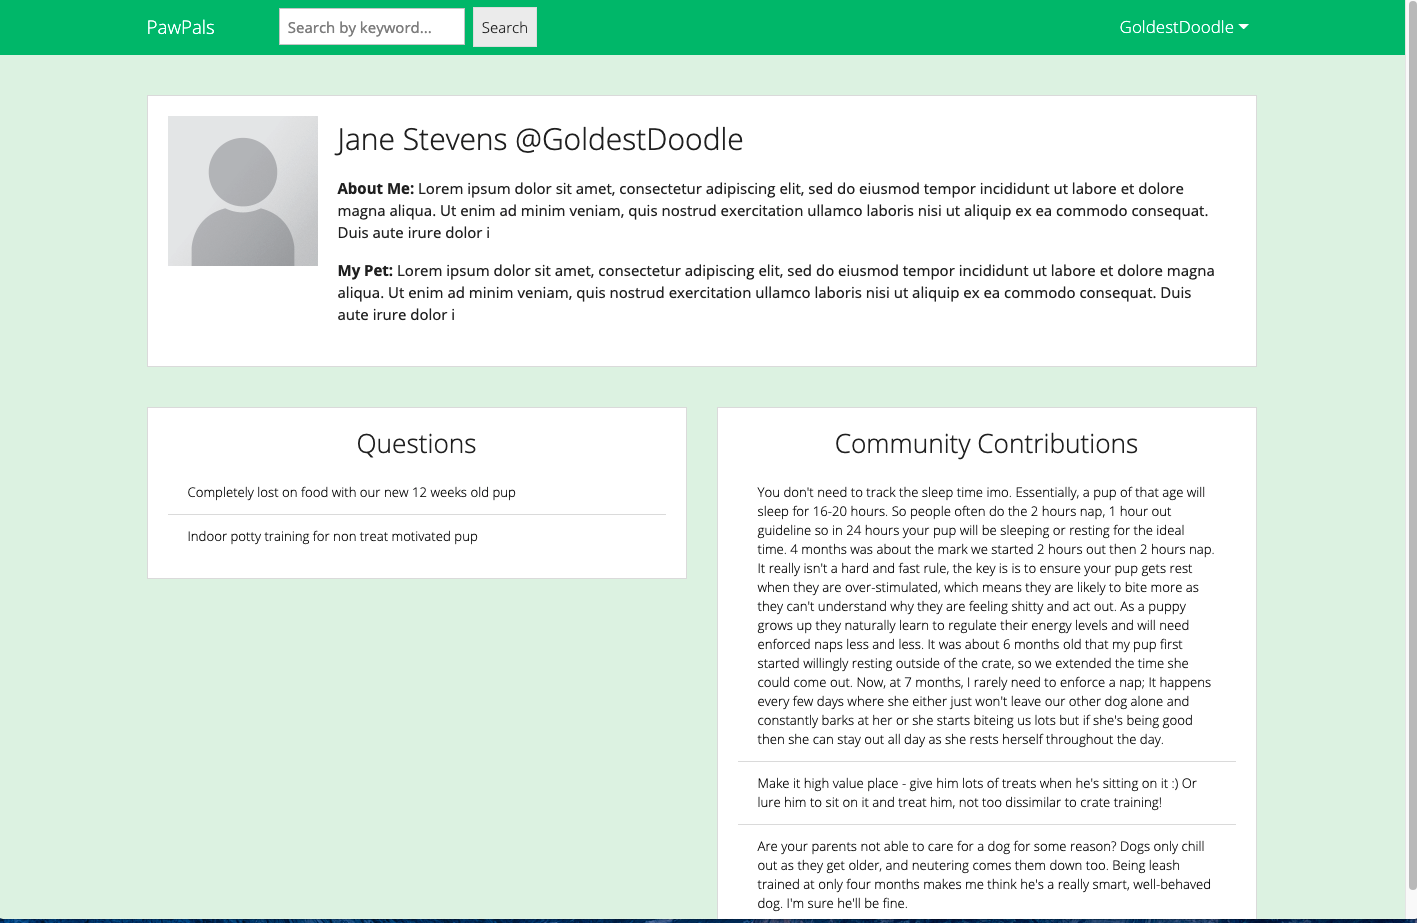 PawPals
Search by keyword...
Search
GoldestDoodle
Jane Stevens @GoldestDoodle
About Me: Lorem ipsum dolor sit amet, consectetur adipiscing elit, sed do eiusmod tempor incididunt ut labore et dolore
magna aliqua. Ut enim ad minim veniam, quis nostrud exercitation ullamco laboris nisi ut aliquip ex ea commodo consequat.
Duis aute irure dolor i
My Pet: Lorem ipsum dolor sit amet, consectetur adipiscing elit, sed do eiusmod tempor incididunt ut labore et dolore magna
aliqua. Ut enim ad minim veniam, quis nostrud exercitation ullamco laboris nisi ut aliquip ex ea commodo consequat. Duis
aute irure dolor i
Questions
Completely lost on food with our new 12 weeks old pup
Indoor potty training for non treat motivated pup
Community Contributions
You don't need to track the sleep time imo. Essentially, a pup of that age will
sleep for 16-20 hours. So people often do the 2 hours nap, 1 hour out
guideline so in 24 hours your pup will be sleeping or resting for the ideal
time. 4 months was about the mark we started 2 hours out then 2 hours nap.
It really isn't a hard and fast rule, the key is is to ensure your pup gets rest
when they are over-stimulated, which means they are likely to bite more as
they can't understand why they are feeling shitty and act out. As a puppy
grows up they naturally learn to regulate their energy levels and will need
enforced naps less and less. It was about 6 months old that my pup first
started willingly resting outside of the crate, so we extended the time she
could come out. Now, at 7 months, I rarely need to enforce a nap; It happens
every few days where she either just won't leave our other dog alone and
constantly barks at her or she starts biteing us lots but if she's being good
then she can stay out all day as she rests herself throughout the day.
Make it high value place - give him lots of treats when he's sitting on it :) Or
lure him to sit on it and treat him, not too dissimilar to crate training!
Are your parents not able to care for a dog for some reason? Dogs only chill
out as they get older, and neutering comes them down too. Being leash
trained at only four months makes me think he's a really smart, well-behaved
dog. I'm sure he'll be fine.